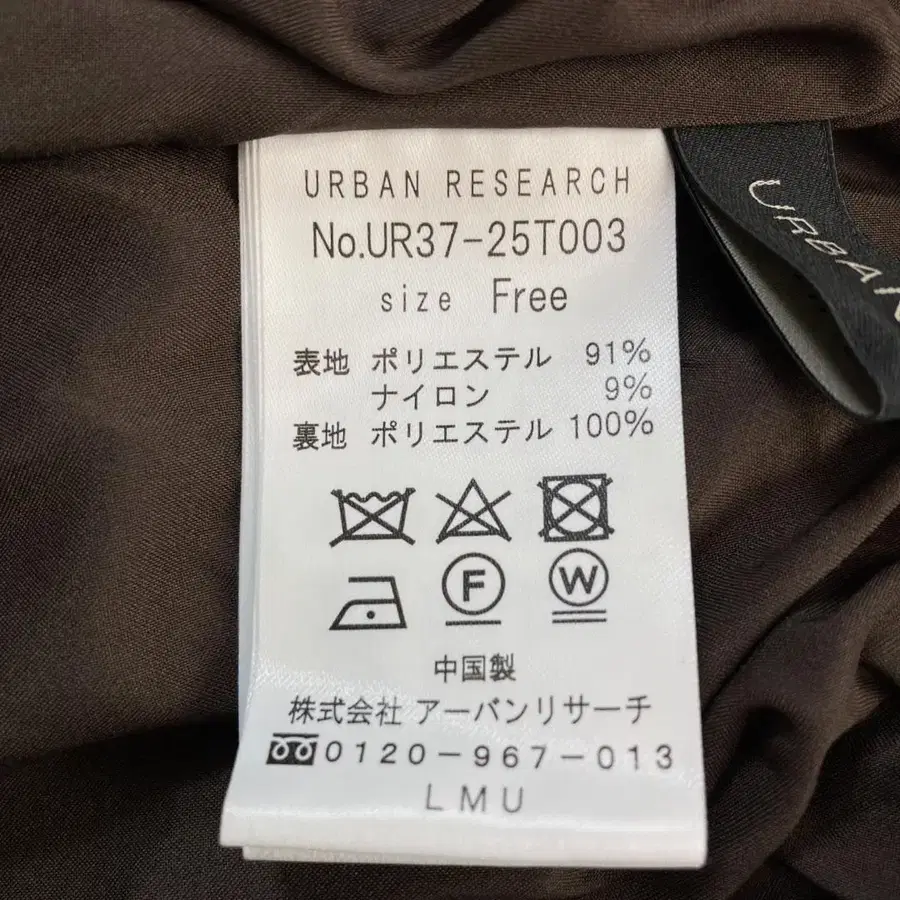 URBAN RESEARCH
No.UR37-25T003
size Free
表地 ポリエステル 91%
ナイロン 9%
裏地 ポリエステル 100%
F W
中国製
株式会社 アーバンリサーチ
0120-967-013
LMU
URBAN